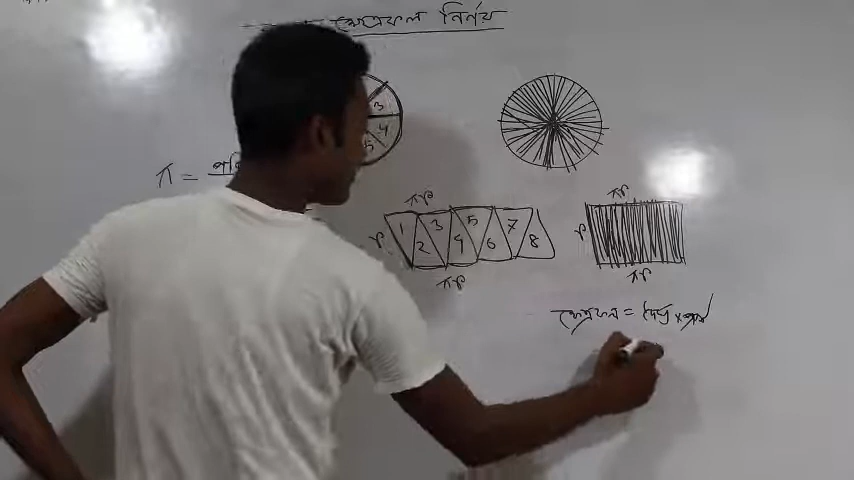 ক্ষেত্রফল নির্ণয়
3
4
5
π =
πr
πr
r
1 2 3 4 5 6 7 8
r
πr
πr
ক্ষেত্রফল = দৈর্ঘ্য × প্রস্থ